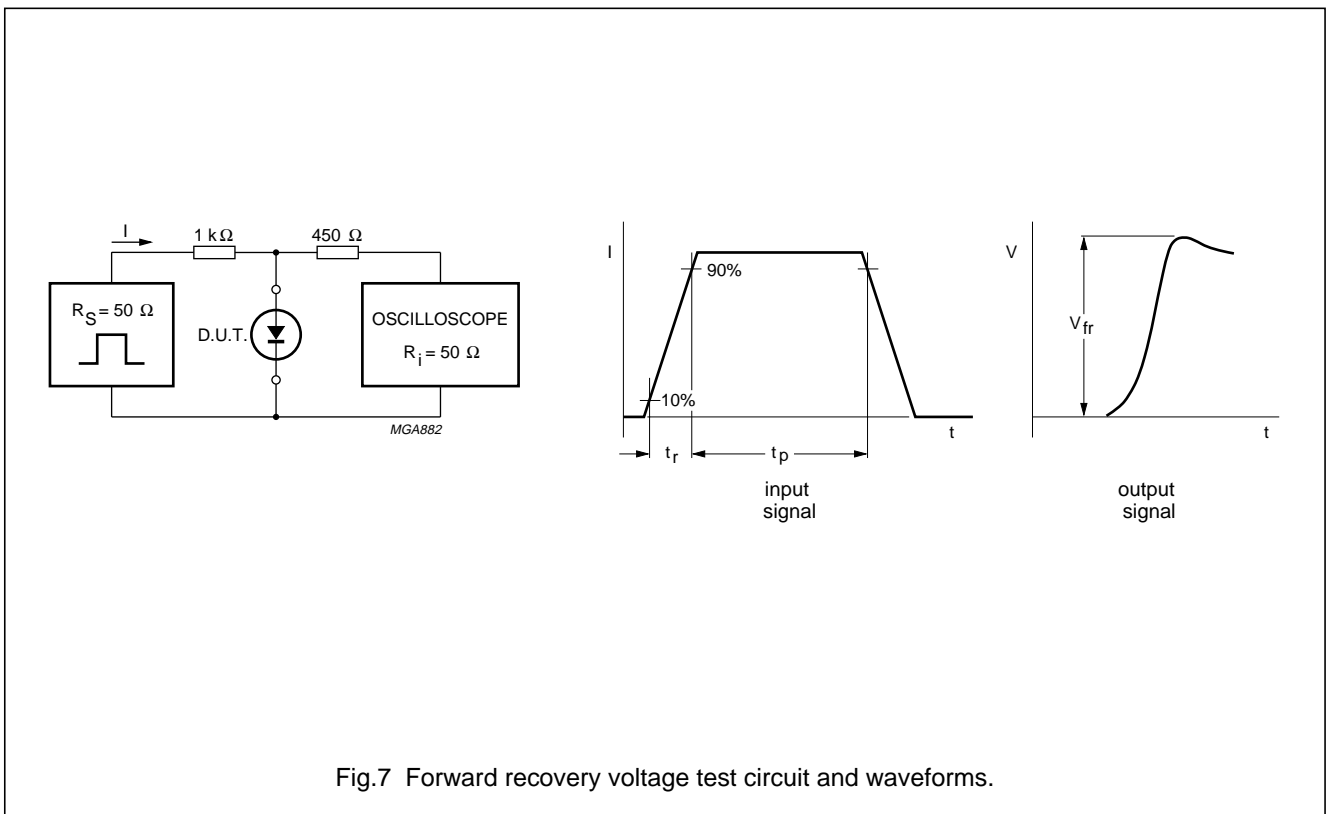 I
1 kΩ
450 Ω
R_S = 50 Ω
D.U.T.
OSCILLOSCOPE
R_i = 50 Ω
MGA882
I
90%
10%
t
t_r
t_p
input
signal
V
V_fr
t
output
signal
Fig.7 Forward recovery voltage test circuit and waveforms.